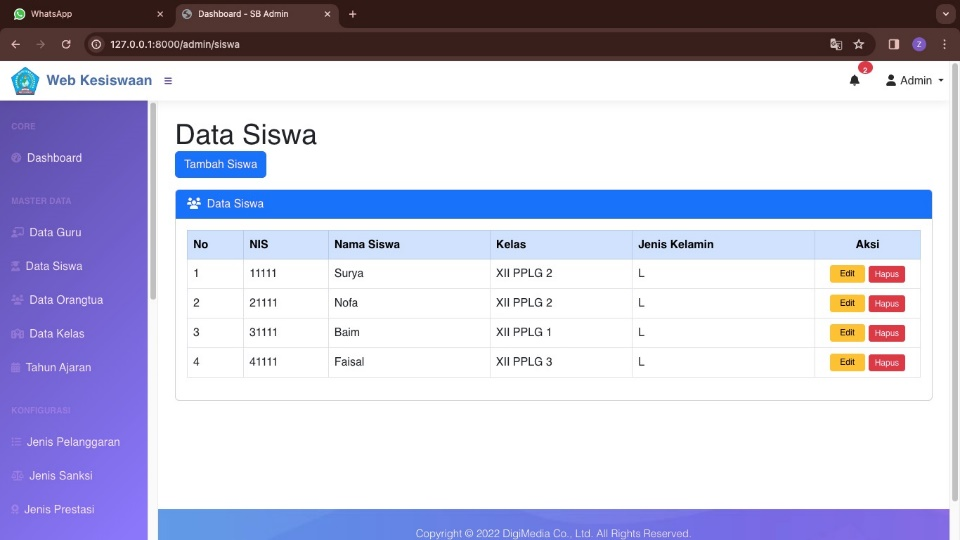 WhatsApp
Dashboard - SB Admin
127.0.0.1:8000/admin/siswa
Z
Web Kesiswaan
2
Admin
CORE
Dashboard
MASTER DATA
Data Guru
Data Siswa
Data Orangtua
Data Kelas
Tahun Ajaran
KONFIGURASI
Jenis Pelanggaran
Jenis Sanksi
Jenis Prestasi
Data Siswa
Tambah Siswa
Data Siswa
No NIS Nama Siswa Kelas Jenis Kelamin Aksi
1 11111 Surya XII PPLG 2 L Edit Hapus
2 21111 Nofa XII PPLG 2 L Edit Hapus
3 31111 Baim XII PPLG 1 L Edit Hapus
4 41111 Faisal XII PPLG 3 L Edit Hapus
Copyright © 2022 DigiMedia Co., Ltd. All Rights Reserved.